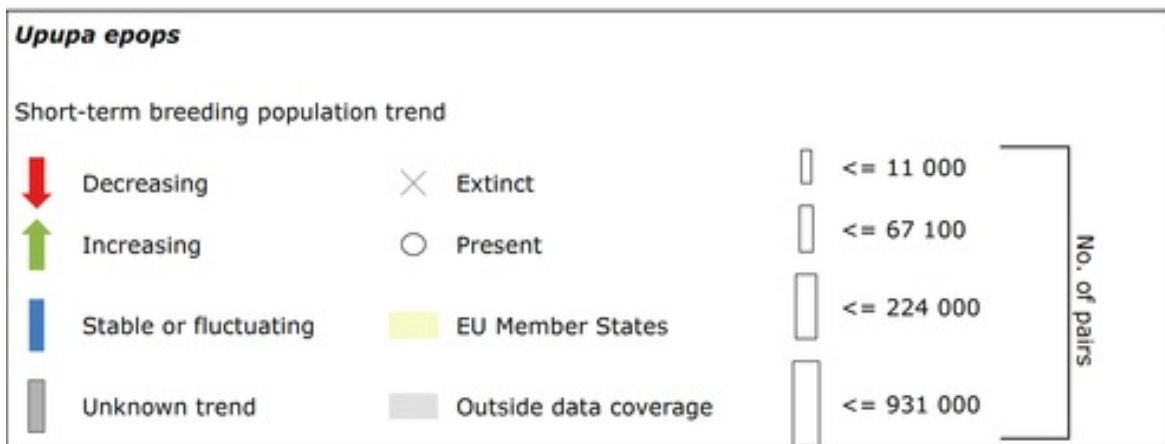 Upupa epops
Short-term breeding population trend
Decreasing
Extinct
<= 11 000
Increasing
Present
<= 67 100
Stable or fluctuating
EU Member States
<= 224 000
Unknown trend
Outside data coverage
<= 931 000
No. of pairs